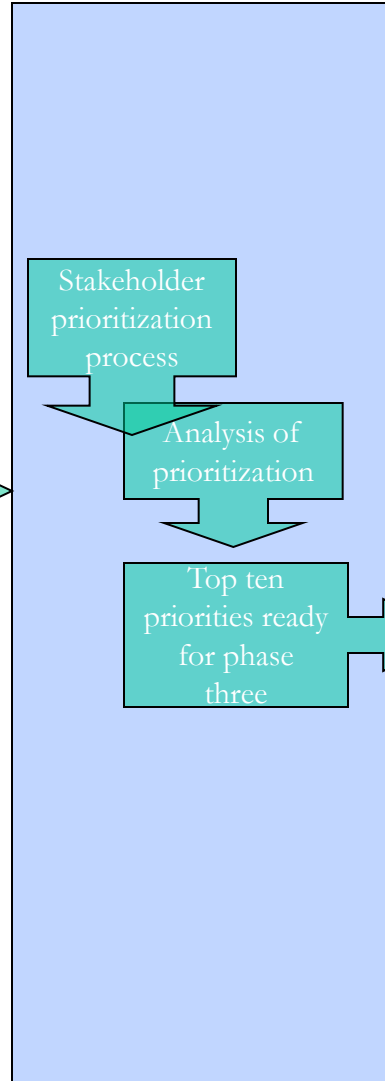 Stakeholder
prioritization
process
Analysis of
prioritization
Top ten
priorities ready
for phase
three